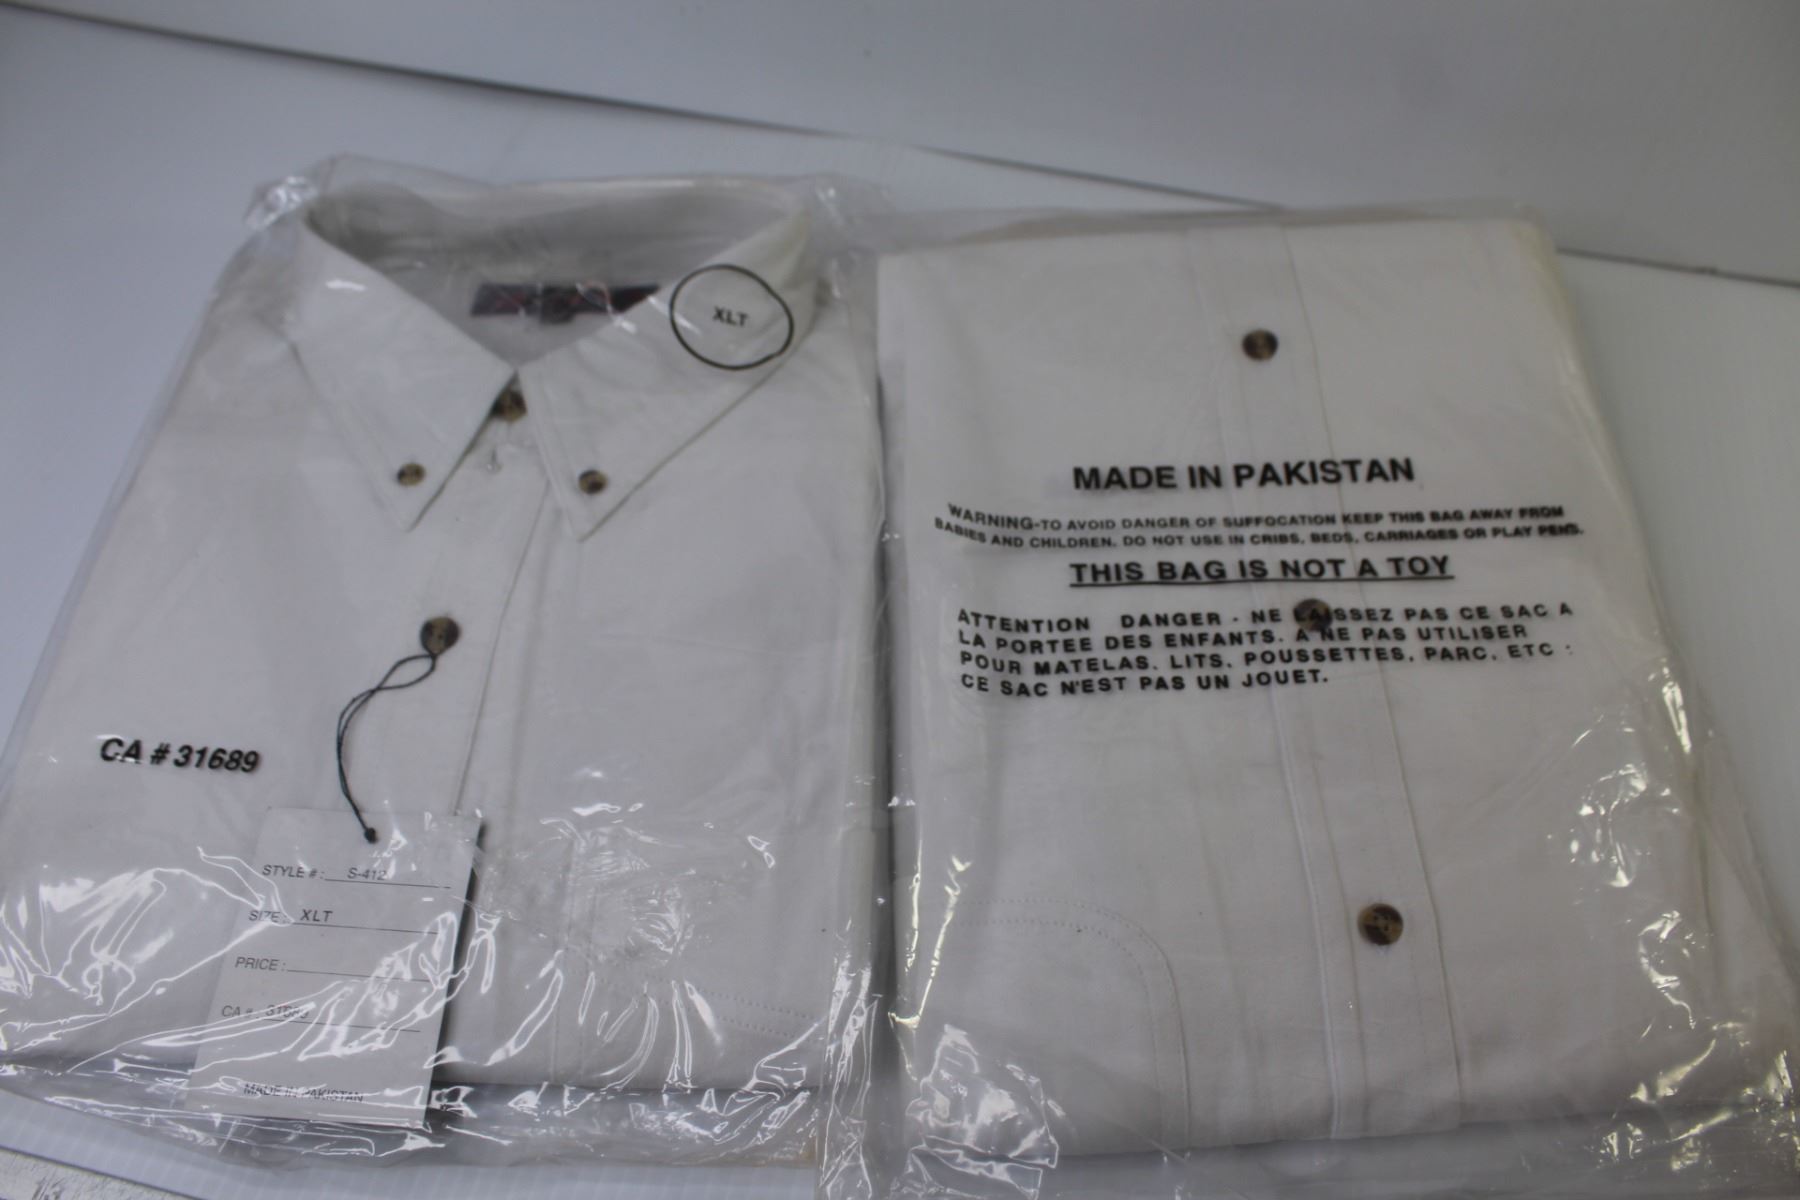 XLT
CA # 31689
STYLE # : S-412
SIZE : XLT
PRICE :
CA # : 31689
MADE IN PAKISTAN
MADE IN PAKISTAN
WARNING-TO AVOID DANGER OF SUFFOCATION KEEP THIS BAG AWAY FROM
BABIES AND CHILDREN. DO NOT USE IN CRIBS, BEDS, CARRIAGES OR PLAY PENS.
THIS BAG IS NOT A TOY
ATTENTION DANGER - NE LAISSEZ PAS CE SAC A
LA PORTEE DES ENFANTS. A NE PAS UTILISER
POUR MATELAS, LITS, POUSSETTES, PARC, ETC :
CE SAC N'EST PAS UN JOUET.